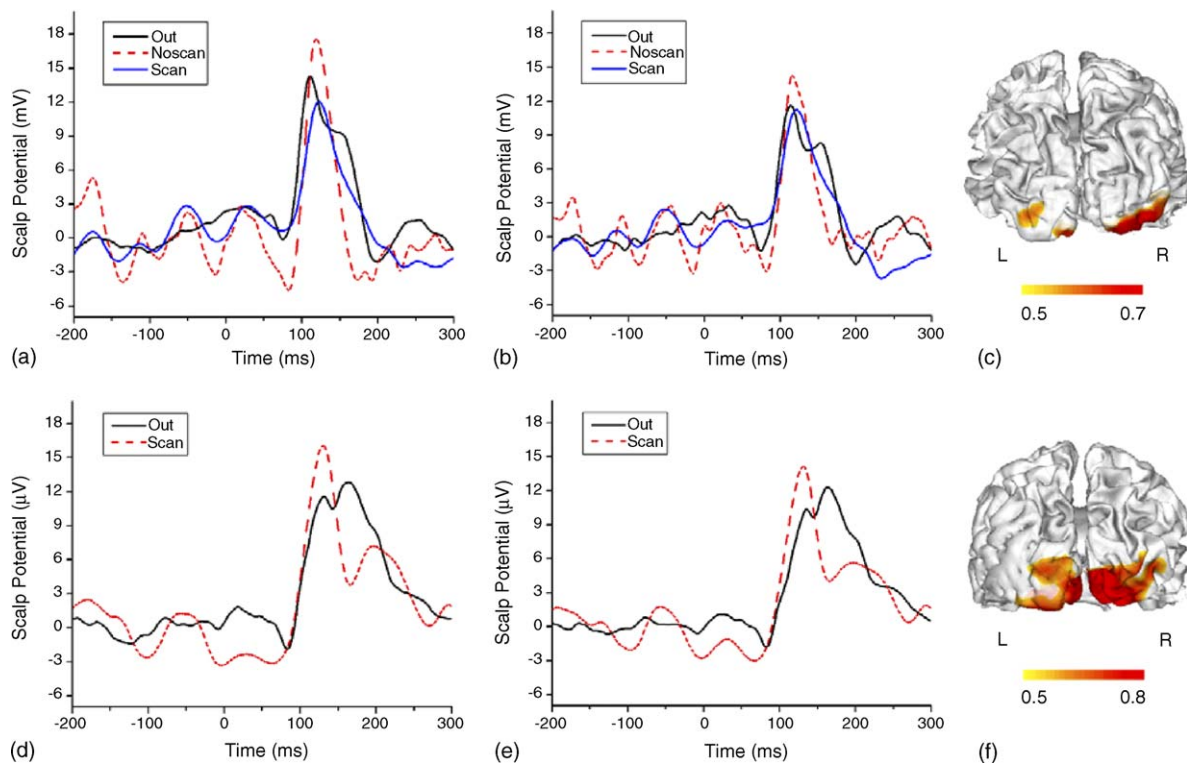 18
15
12
9
6
3
0
-3
-6
Scalp Potential (mV)
Out
Noscan
Scan
-200 -100 0 100 200 300
Time (ms)
(a)
18
15
12
9
6
3
0
-3
-6
Scalp Potential (mV)
Out
Noscan
Scan
-200 -100 0 100 200 300
Time (ms)
(b)
L R
0.5 0.7
(c)
18
15
12
9
6
3
0
-3
-6
Scalp Potential (μV)
Out
Scan
-200 -100 0 100 200 300
Time (ms)
(d)
18
15
12
9
6
3
0
-3
-6
Scalp Potential (μV)
Out
Scan
-200 -100 0 100 200 300
Time (ms)
(e)
L R
0.5 0.8
(f)